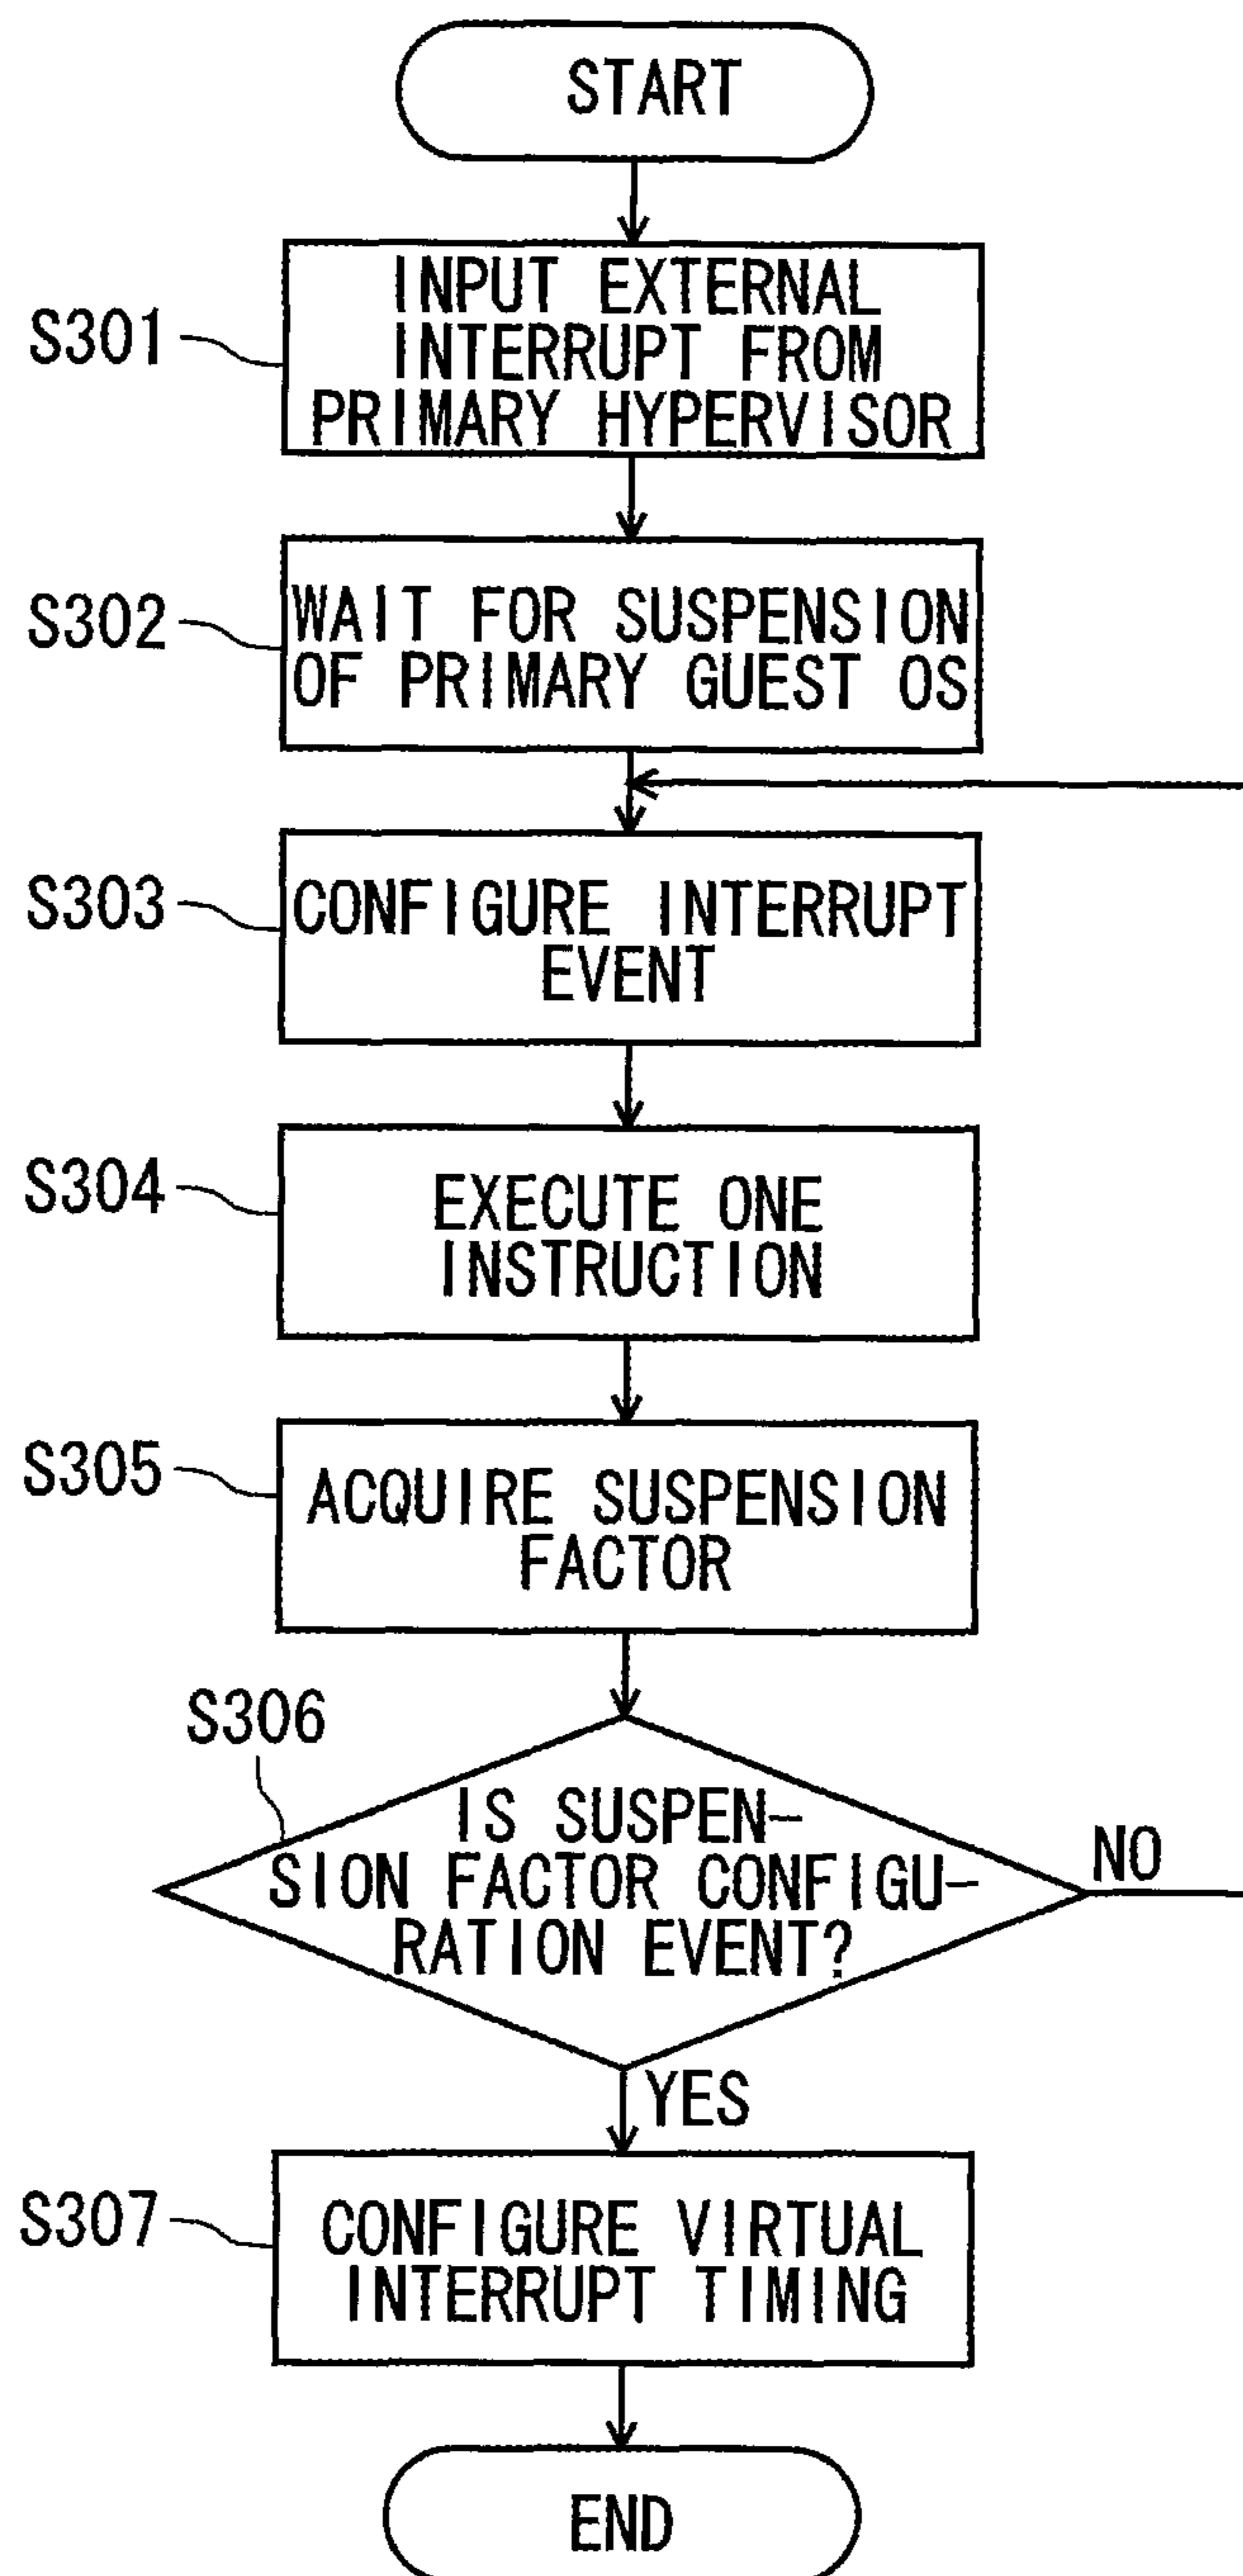 START
S301
INPUT EXTERNAL
INTERRUPT FROM
PRIMARY HYPERVISOR
S302
WAIT FOR SUSPENSION
OF PRIMARY GUEST OS
S303
CONFIGURE INTERRUPT
EVENT
S304
EXECUTE ONE
INSTRUCTION
S305
ACQUIRE SUSPENSION
FACTOR
S306
IS SUSPEN-
SION FACTOR CONFIGU-
RATION EVENT?
NO
YES
S307
CONFIGURE VIRTUAL
INTERRUPT TIMING
END